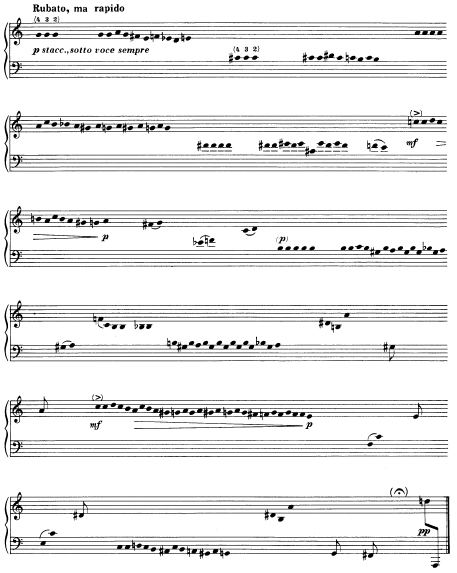 Rubato, ma rapido
(4 3 2)
p stacc., sotto voce sempre
(4 3 2)
(>)
mf
p
(p)
(>)
mf
p
pp